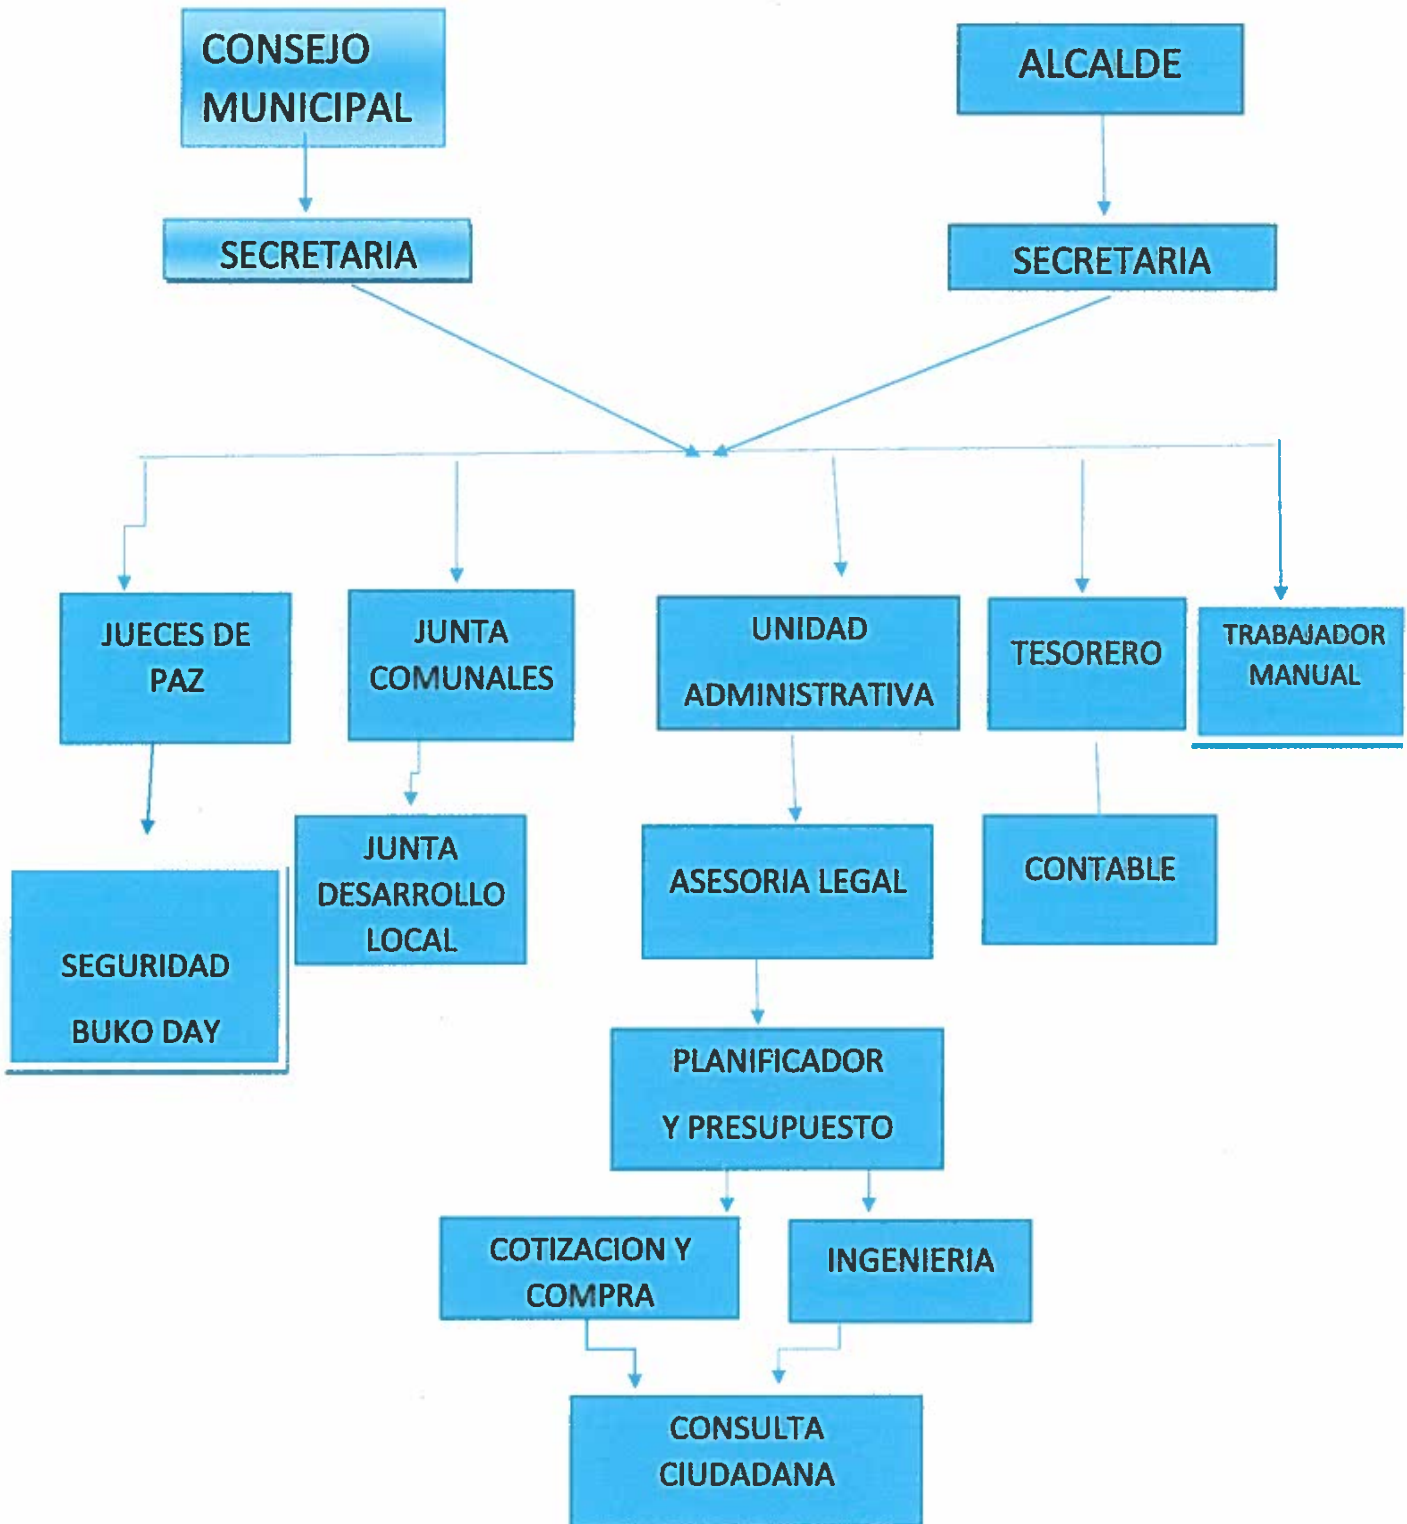 CONSEJO
MUNICIPAL
ALCALDE
SECRETARIA
SECRETARIA
JUECES DE
PAZ
JUNTA
COMUNALES
UNIDAD
ADMINISTRATIVA
TESORERO
TRABAJADOR
MANUAL
SEGURIDAD
BUKO DAY
JUNTA
DESARROLLO
LOCAL
ASESORIA LEGAL
CONTABLE
PLANIFICADOR
Y PRESUPUESTO
COTIZACION Y
COMPRA
INGENIERIA
CONSULTA
CIUDADANA